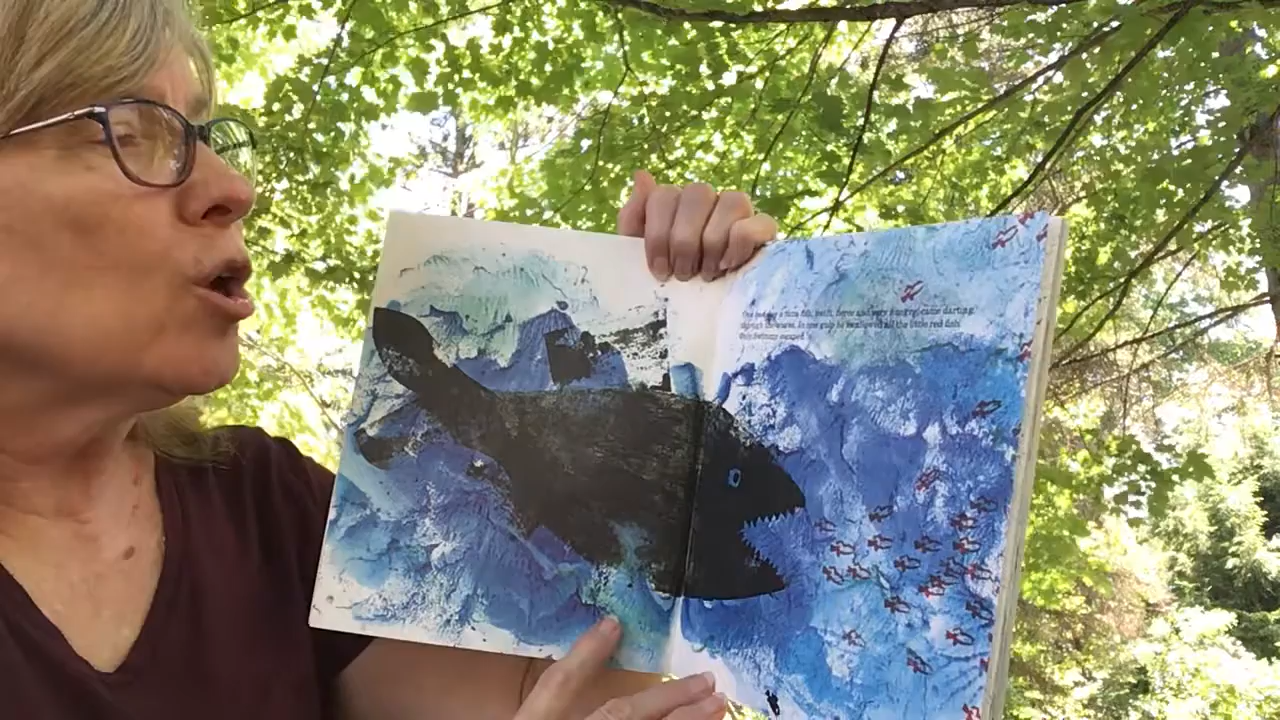 One bad day a tuna fish, swift, fierce and very hungry, came darting
through the waves. In one gulp he swallowed all the little red fish.
Only Swimmy escaped.